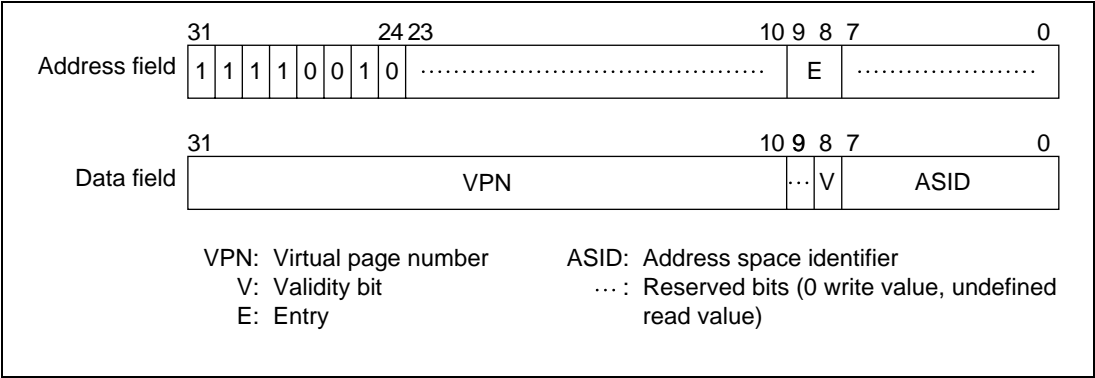 31 24 23 10 9 8 7 0
Address field 1 1 1 1 0 0 1 0 ........................................... E ......................
31 10 9 8 7 0
Data field VPN ... V ASID
VPN: Virtual page number ASID: Address space identifier
V: Validity bit ... : Reserved bits (0 write value, undefined
E: Entry read value)